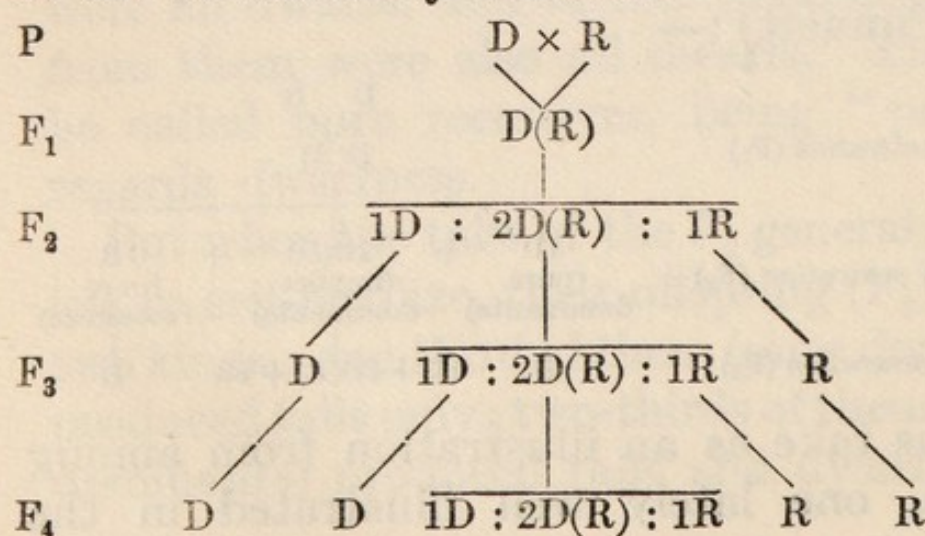 P D × R
F₁ D(R)
F₂ 1D : 2D(R) : 1R
F₃ D 1D : 2D(R) : 1R R
F₄ D D 1D : 2D(R) : 1R R R